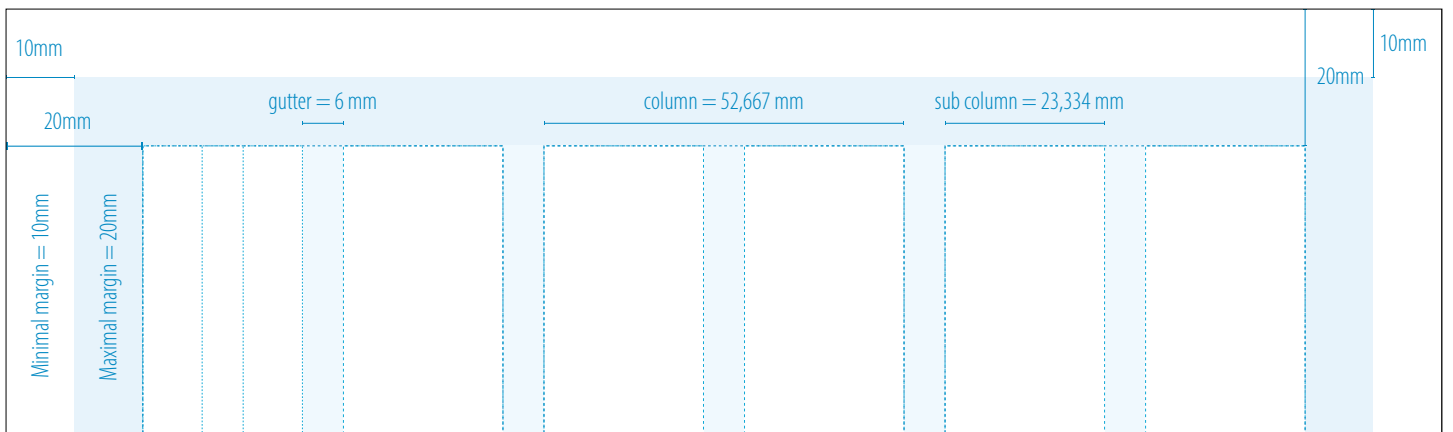 10mm
10mm
20mm
gutter = 6 mm
column = 52,667 mm
sub column = 23,334 mm
20mm
Minimal margin = 10mm
Maximal margin = 20mm